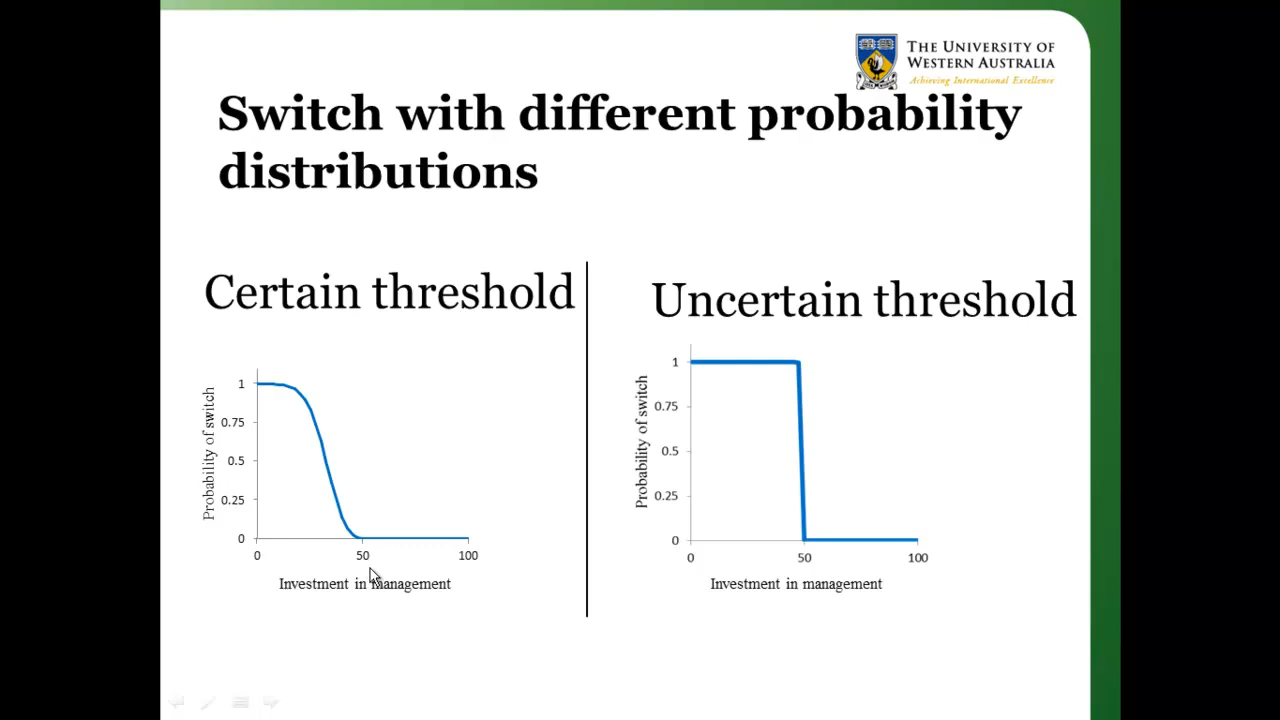 THE UNIVERSITY OF
WESTERN AUSTRALIA
Achieving International Excellence
Switch with different probability
distributions
Certain threshold
Probability of switch
1
0.75
0.5
0.25
0
0
50
100
Investment in management
Uncertain threshold
Probability of switch
1
0.75
0.5
0.25
0
0
50
100
Investment in management